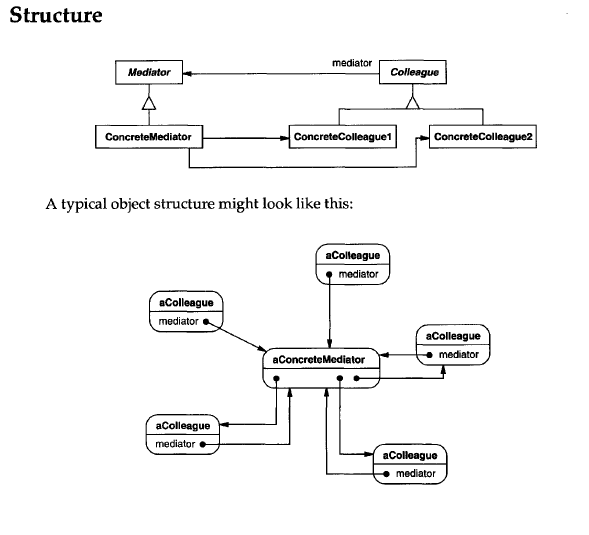 Structure
mediator
Mediator
Colleague
ConcreteMediator
ConcreteColleague1
ConcreteColleague2
A typical object structure might look like this:
aColleague
mediator
aColleague
mediator
aColleague
mediator
aConcreteMediator
aColleague
mediator
aColleague
mediator